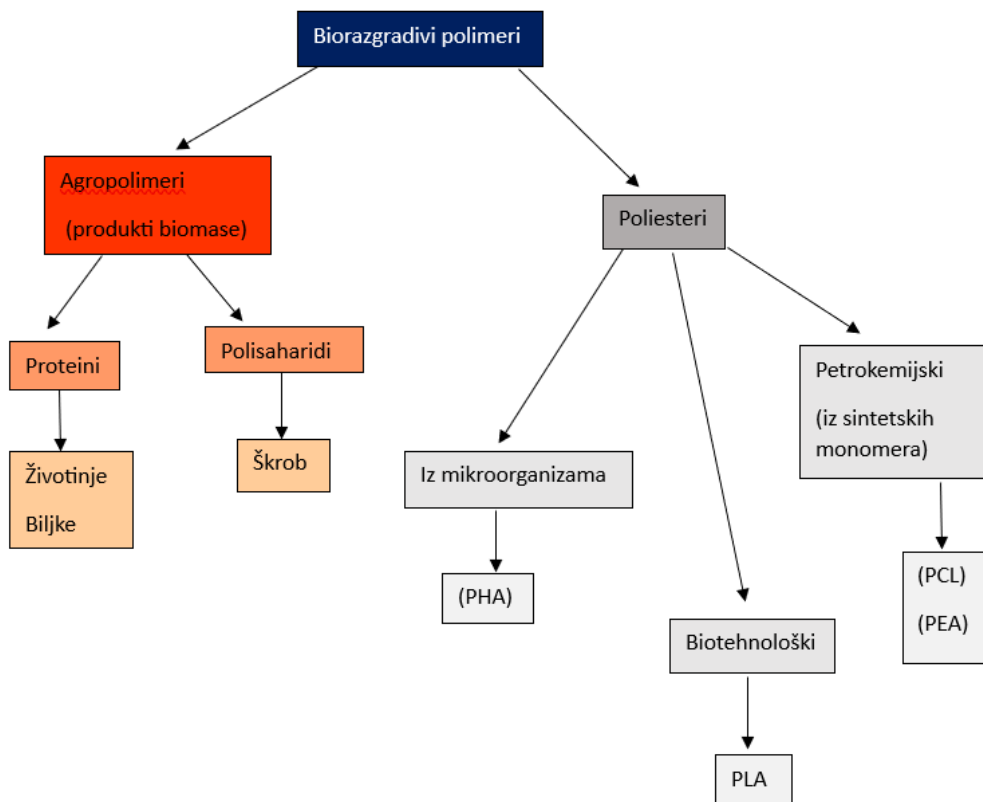 Biorazgradivi polimeri
Agropolimeri
(produkti biomase)
Poliesteri
Proteini
Polisaharidi
Petrokemijski
(iz sintetskih
monomera)
Životinje
Biljke
Škrob
Iz mikroorganizama
(PHA)
(PCL)
(PEA)
Biotehnološki
PLA